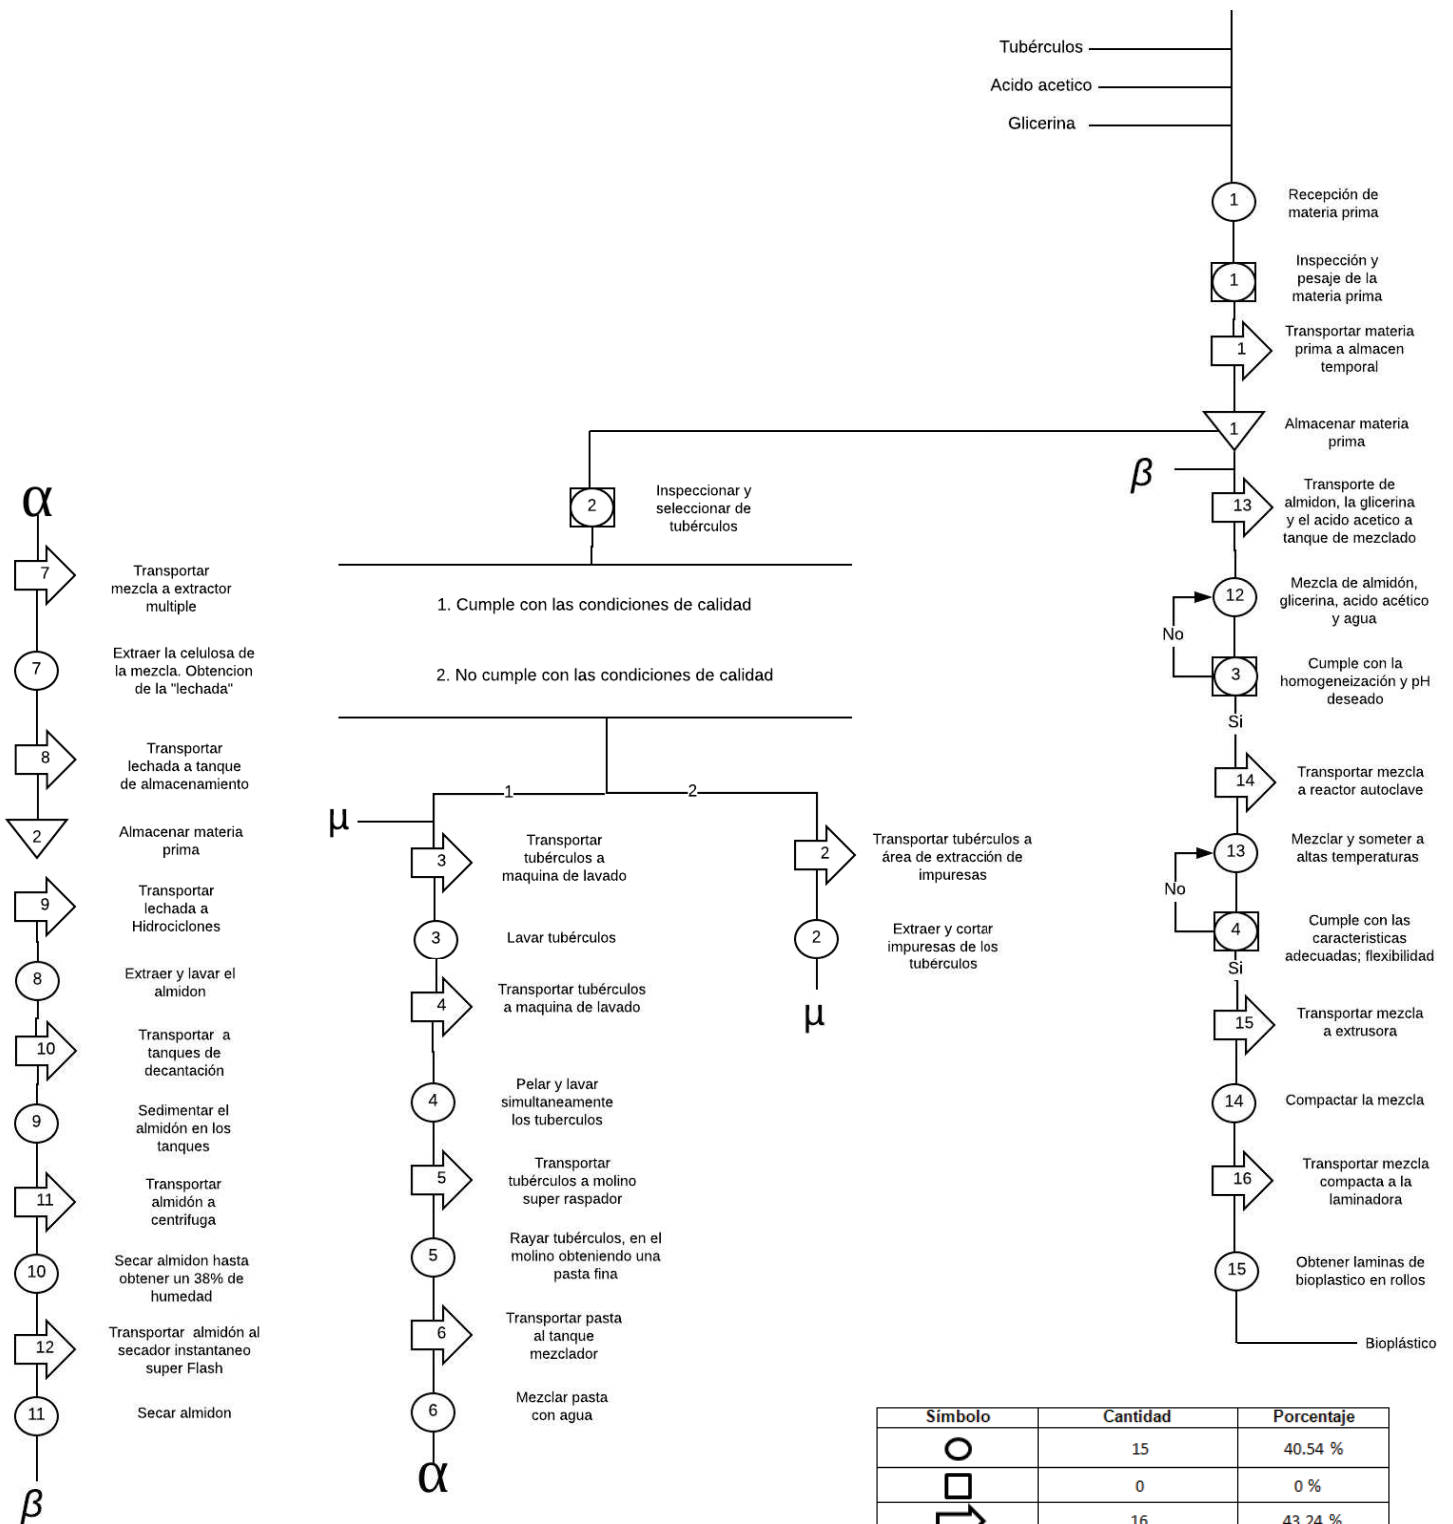 Tubérculos
Acido acetico
Glicerina
1
Recepción de
materia prima
1
Inspección y
pesaje de la
materia prima
1
Transportar materia
prima a almacen
temporal
1
Almacenar materia
prima
β
13
Transporte de
almidon, la glicerina
y el acido acetico a
tanque de mezclado
12
Mezcla de almidón,
glicerina, acido acético
y agua
No
3
Cumple con la
homogeneización y pH
deseado
Si
14
Transportar mezcla
a reactor autoclave
13
Mezclar y someter a
altas temperaturas
No
4
Cumple con las
caracteristicas
adecuadas; flexibilidad
Si
15
Transportar mezcla
a extrusora
14
Compactar la mezcla
16
Transportar mezcla
compacta a la
laminadora
15
Obtener laminas de
bioplastico en rollos
Bioplástico
2
Inspeccionar y
seleccionar de
tubérculos
1. Cumple con las condiciones de calidad
2. No cumple con las condiciones de calidad
1
2
μ
3
Transportar
tubérculos a
maquina de lavado
3
Lavar tubérculos
4
Transportar tubérculos
a maquina de lavado
4
Pelar y lavar
simultaneamente
los tuberculos
5
Transportar
tubérculos a molino
super raspador
5
Rayar tubérculos, en el
molino obteniendo una
pasta fina
6
Transportar pasta
al tanque
mezclador
6
Mezclar pasta
con agua
α
2
Transportar tubérculos a
área de extracción de
impuresas
2
Extraer y cortar
impuresas de los
tubérculos
μ
α
7
Transportar
mezcla a extractor
multiple
7
Extraer la celulosa de
la mezcla. Obtencion
de la "lechada"
8
Transportar
lechada a tanque
de almacenamiento
2
Almacenar materia
prima
9
Transportar
lechada a
Hidrociclones
8
Extraer y lavar el
almidon
10
Transportar a
tanques de
decantación
9
Sedimentar el
almidón en los
tanques
11
Transportar
almidón a
centrifuga
10
Secar almidon hasta
obtener un 38% de
humedad
12
Transportar almidón al
secador instantaneo
super Flash
11
Secar almidon
β
Símbolo Cantidad Porcentaje
15 40.54 %
0 0 %
16 43.24 %